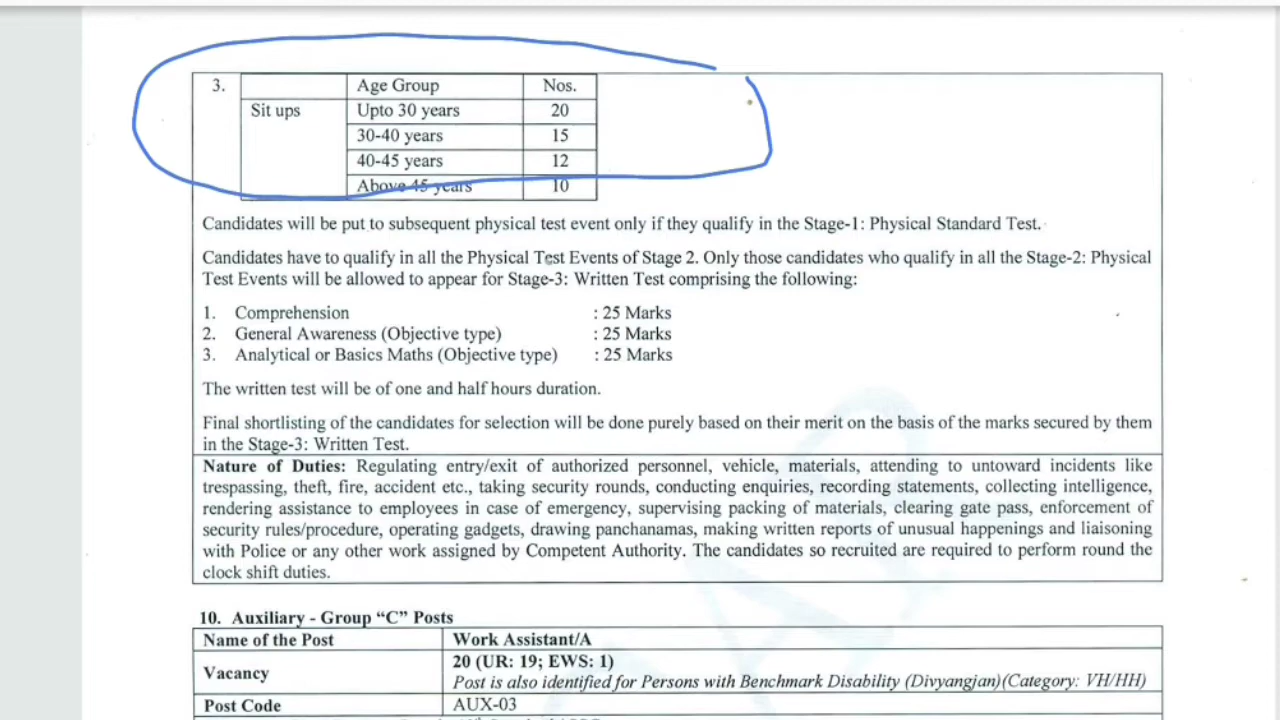 3. Age Group Nos.
Sit ups Upto 30 years 20
30-40 years 15
40-45 years 12
Above 45 years 10
Candidates will be put to subsequent physical test event only if they qualify in the Stage-1: Physical Standard Test.
Candidates have to qualify in all the Physical Test Events of Stage 2. Only those candidates who qualify in all the Stage-2: Physical
Test Events will be allowed to appear for Stage-3: Written Test comprising the following:
1. Comprehension : 25 Marks
2. General Awareness (Objective type) : 25 Marks
3. Analytical or Basics Maths (Objective type) : 25 Marks
The written test will be of one and half hours duration.
Final shortlisting of the candidates for selection will be done purely based on their merit on the basis of the marks secured by them
in the Stage-3: Written Test.
Nature of Duties: Regulating entry/exit of authorized personnel, vehicle, materials, attending to untoward incidents like
trespassing, theft, fire, accident etc., taking security rounds, conducting enquiries, recording statements, collecting intelligence,
rendering assistance to employees in case of emergency, supervising packing of materials, clearing gate pass, enforcement of
security rules/procedure, operating gadgets, drawing panchanamas, making written reports of unusual happenings and liaisoning
with Police or any other work assigned by Competent Authority. The candidates so recruited are required to perform round the
clock shift duties.
10. Auxiliary - Group “C” Posts
Name of the Post Work Assistant/A
Vacancy 20 (UR: 19; EWS: 1)
Post is also identified for Persons with Benchmark Disability (Divyangjan)(Category: VH/HH)
Post Code AUX-03